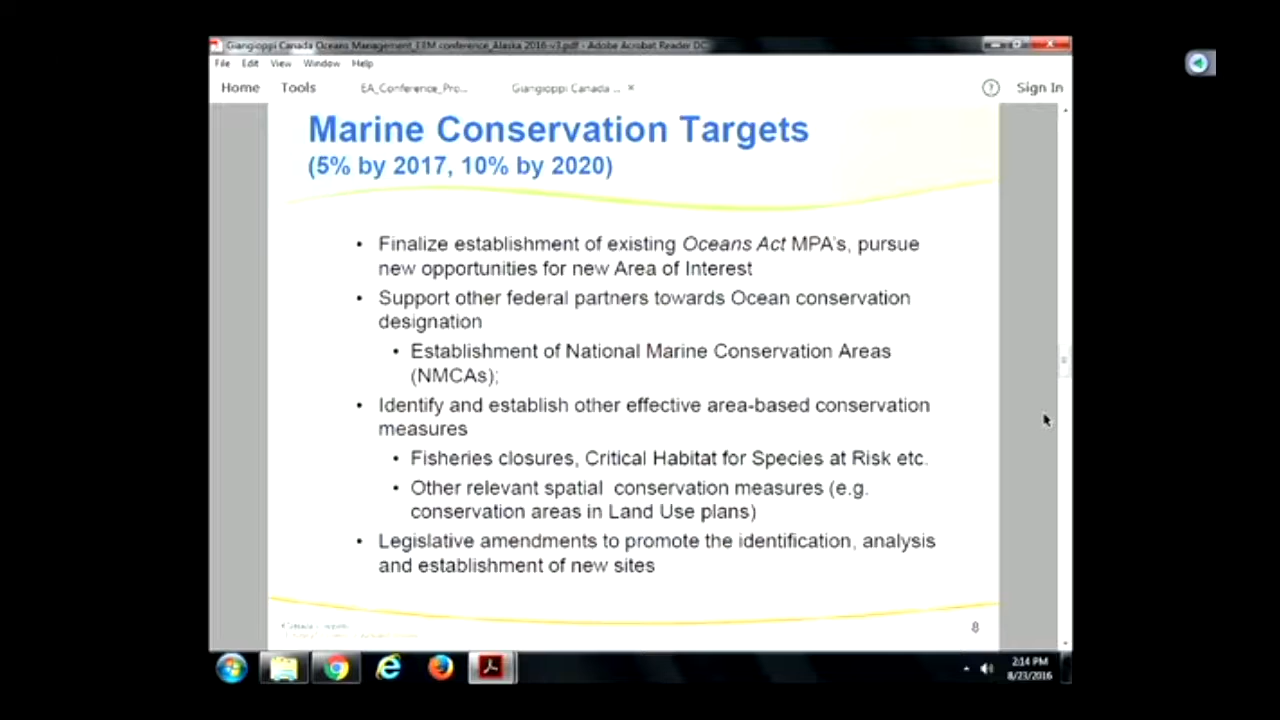 Giangioppi Canada Oceans Management_EBM conference_Alaska 2016-v3.pdf - Adobe Acrobat Reader DC
File Edit View Window Help
Home Tools EA_Conference_Pro... Giangioppi Canada ... × ? Sign In
Marine Conservation Targets
(5% by 2017, 10% by 2020)
• Finalize establishment of existing Oceans Act MPA's, pursue
new opportunities for new Area of Interest
• Support other federal partners towards Ocean conservation
designation
• Establishment of National Marine Conservation Areas
(NMCAs);
• Identify and establish other effective area-based conservation
measures
• Fisheries closures, Critical Habitat for Species at Risk etc.
• Other relevant spatial conservation measures (e.g.
conservation areas in Land Use plans)
• Legislative amendments to promote the identification, analysis
and establishment of new sites
8
2:14 PM
8/23/2016